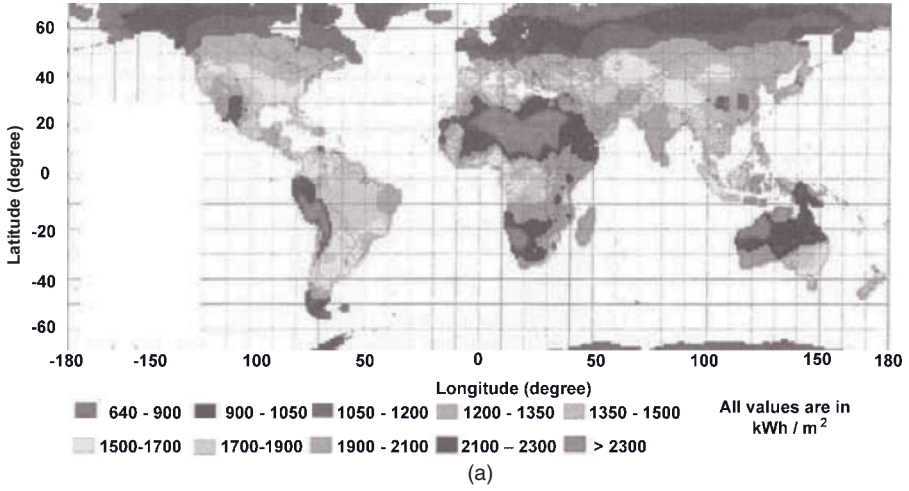 60
40
20
0
-20
-40
-60
Latitude (degree)
-180 -150 100 50 0 50 100 150 180
Longitude (degree)
640 - 900 900 - 1050 1050 - 1200 1200 - 1350 1350 - 1500
1500-1700 1700-1900 1900 - 2100 2100 – 2300 > 2300
All values are in
kWh / m²
(a)